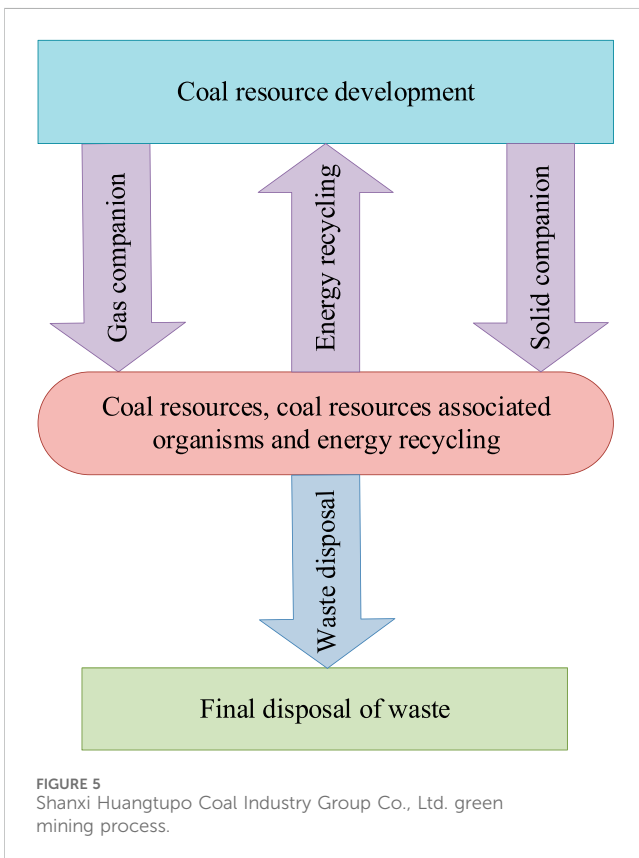 Coal resource development
Gas companion
Energy recycling
Solid companion
Coal resources, coal resources associated
organisms and energy recycling
Waste disposal
Final disposal of waste
FIGURE 5
Shanxi Huangtupo Coal Industry Group Co., Ltd. green
mining process.